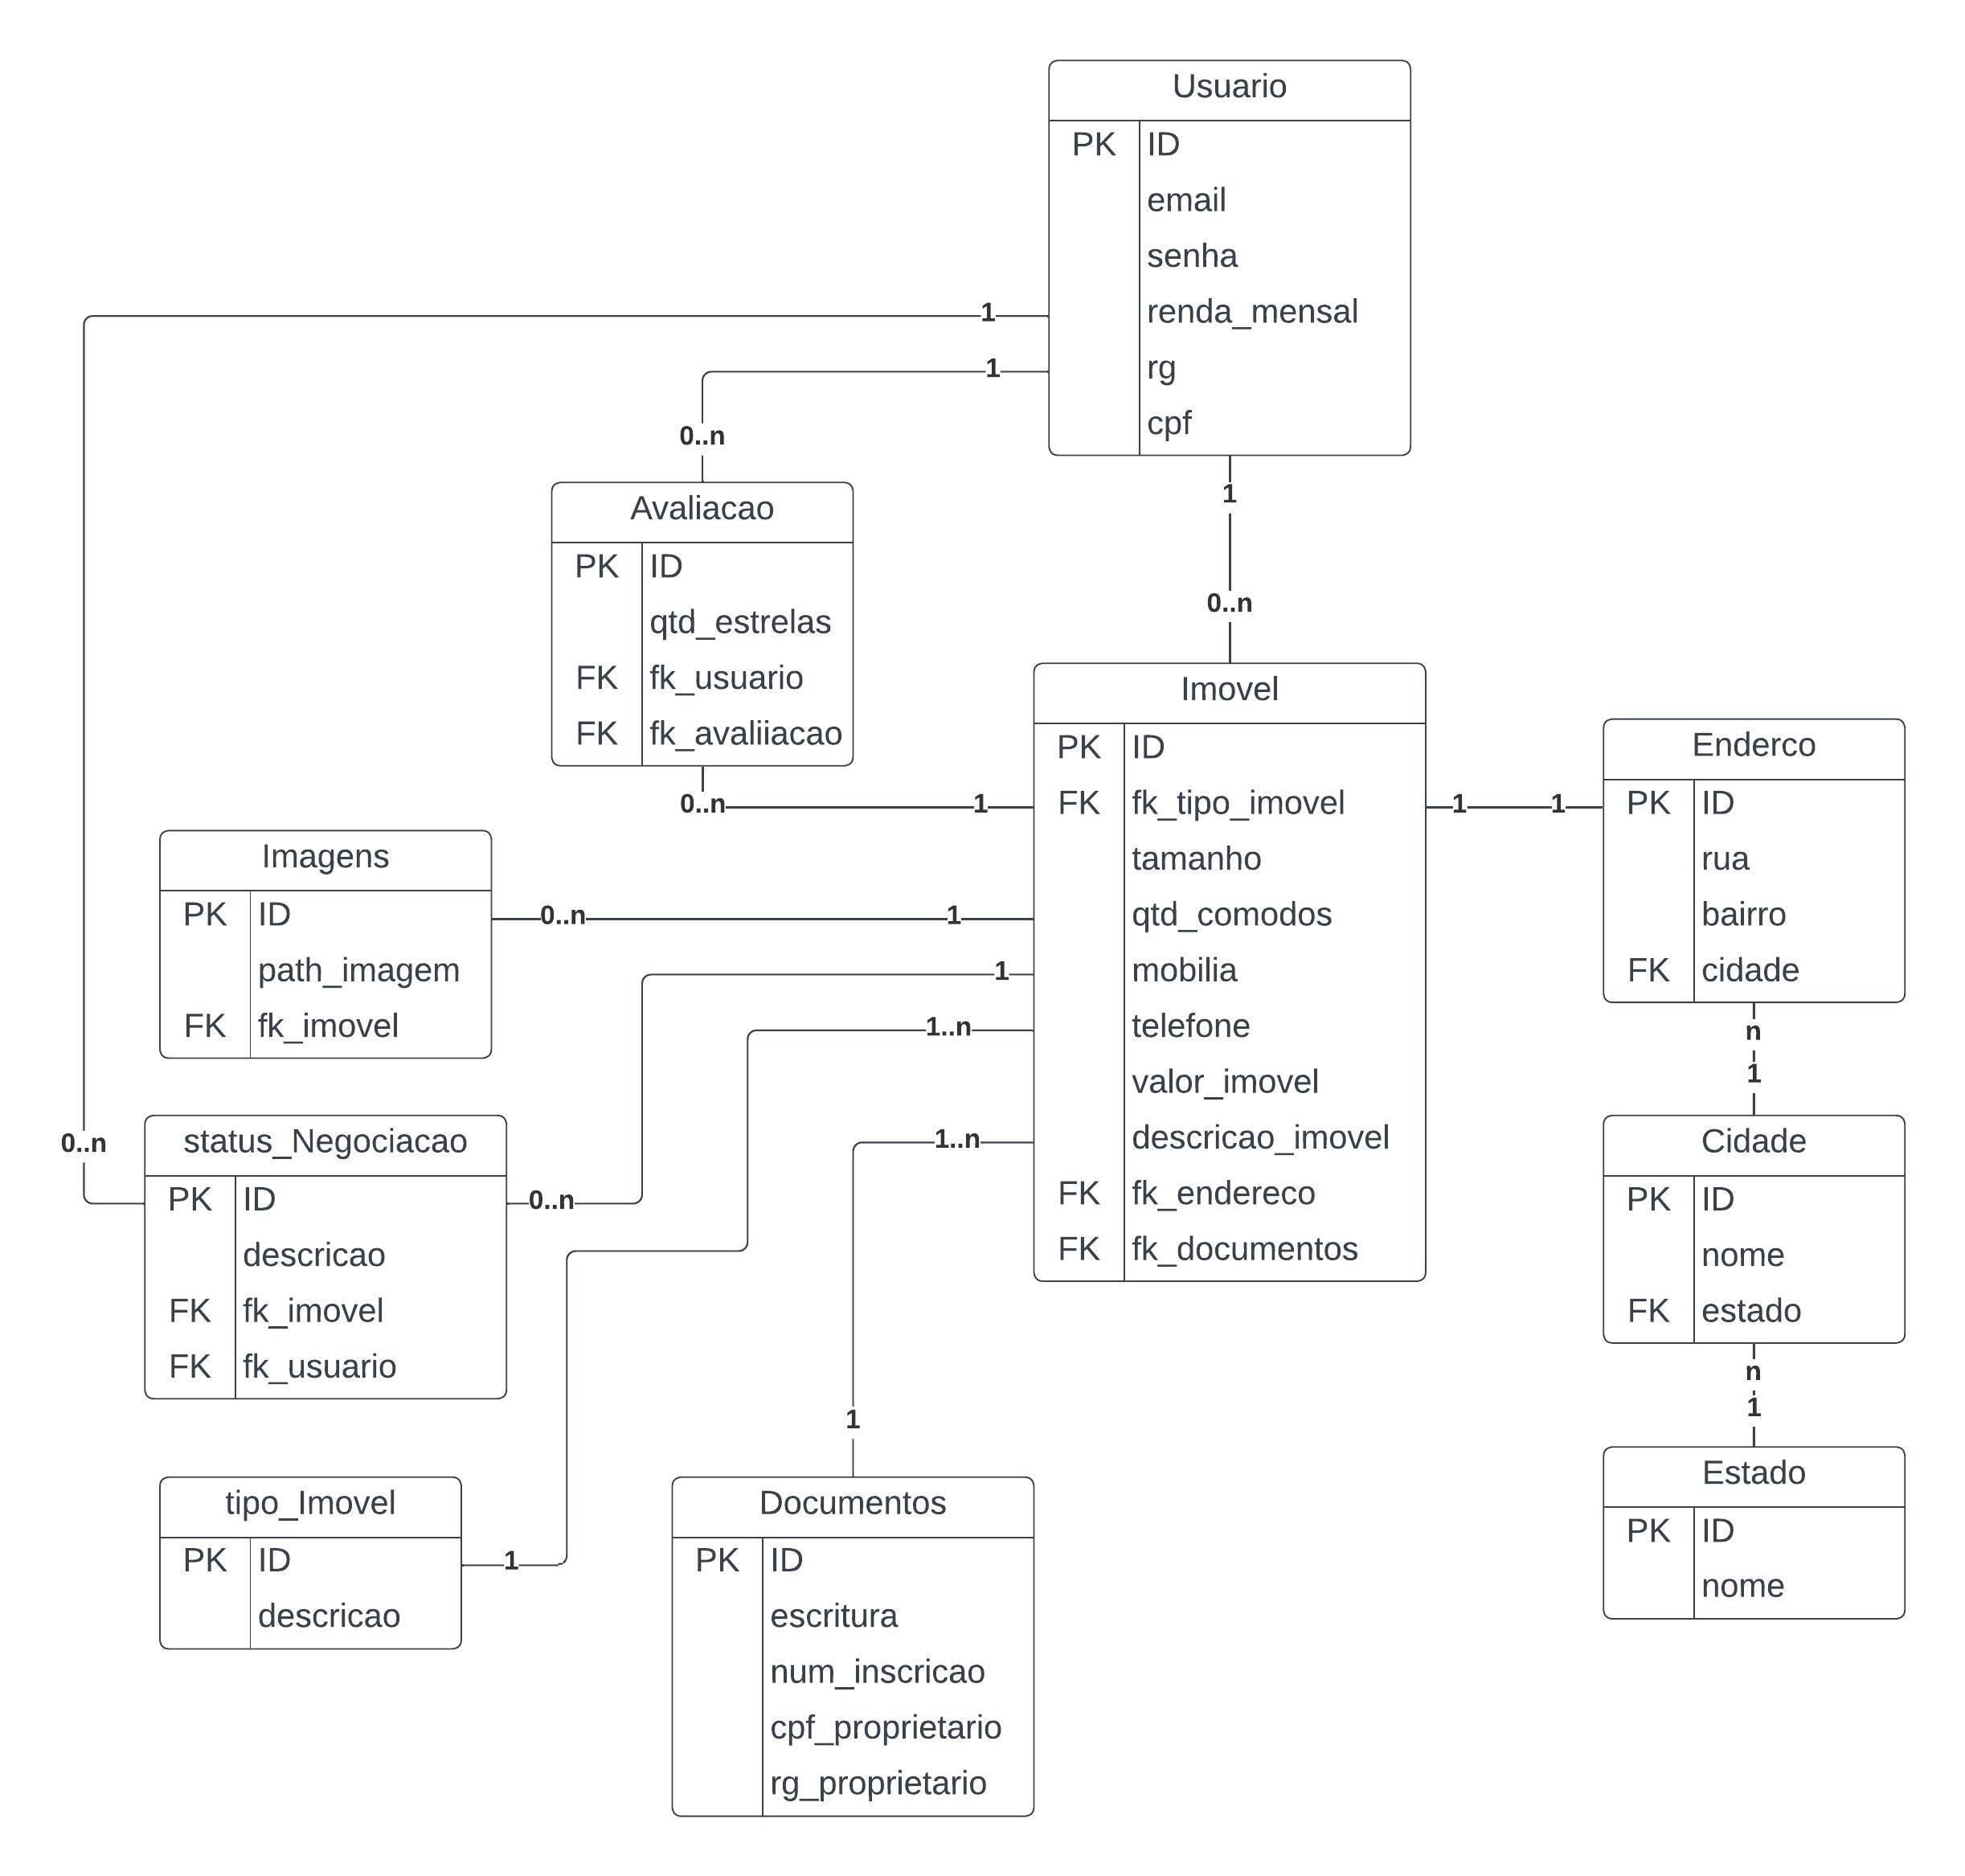 Usuario
PK ID
email
senha
renda_mensal
rg
cpf
1
1
0..n
1
0..n
Avaliacao
PK ID
qtd_estrelas
FK fk_usuario
FK fk_avaliiacao
0..n
1
Imovel
PK ID
FK fk_tipo_imovel
tamanho
qtd_comodos
mobilia
telefone
valor_imovel
descricao_imovel
FK fk_endereco
FK fk_documentos
1
1
Enderco
PK ID
rua
bairro
FK cidade
n
1
Imagens
PK ID
path_imagem
FK fk_imovel
0..n
1
1
1..n
1..n
0..n
status_Negociacao
PK ID
descricao
FK fk_imovel
FK fk_usuario
0..n
Cidade
PK ID
nome
FK estado
n
1
1
tipo_Imovel
PK ID
descricao
1
Documentos
PK ID
escritura
num_inscricao
cpf_proprietario
rg_proprietario
Estado
PK ID
nome